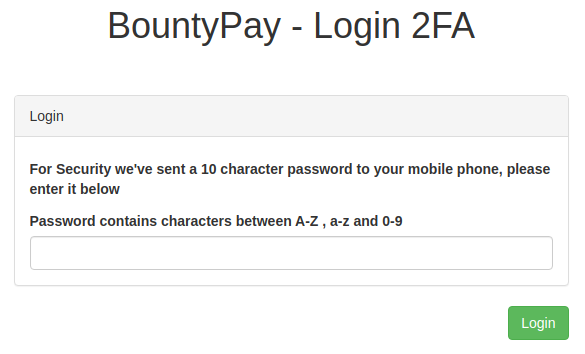 BountyPay - Login 2FA
Login
For Security we've sent a 10 character password to your mobile phone, please
enter it below
Password contains characters between A-Z , a-z and 0-9
Login